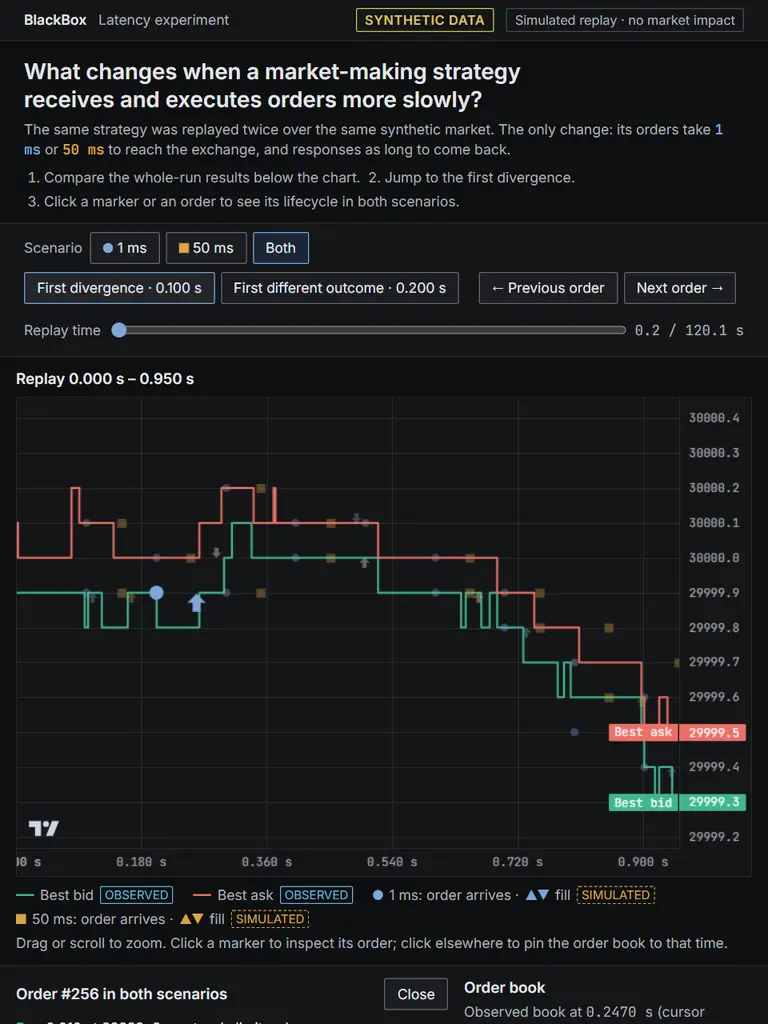 BlackBox Latency experiment SYNTHETIC DATA Simulated replay · no market impact
What changes when a market-making strategy
receives and executes orders more slowly?
The same strategy was replayed twice over the same synthetic market. The only change: its orders take 1
ms or 50 ms to reach the exchange, and responses as long to come back.
1. Compare the whole-run results below the chart. 2. Jump to the first divergence.
3. Click a marker or an order to see its lifecycle in both scenarios.
Scenario 1 ms 50 ms Both
First divergence · 0.100 s First different outcome · 0.200 s ← Previous order Next order →
Replay time 0.2 / 120.1 s
Replay 0.000 s – 0.950 s
30000.4
30000.3
30000.2
30000.1
30000.0
29999.9
29999.8
29999.7
29999.6
Best ask 29999.5
29999.4
Best bid 29999.3
29999.2
0.180 s 0.360 s 0.540 s 0.720 s 0.900 s
Best bid OBSERVED Best ask OBSERVED 1 ms: order arrives · ▲▼ fill SIMULATED
50 ms: order arrives · ▲▼ fill SIMULATED
Drag or scroll to zoom. Click a marker to inspect its order; click elsewhere to pin the order book to that time.
Order #256 in both scenarios Close Order book
Observed book at 0.2470 s (cursor